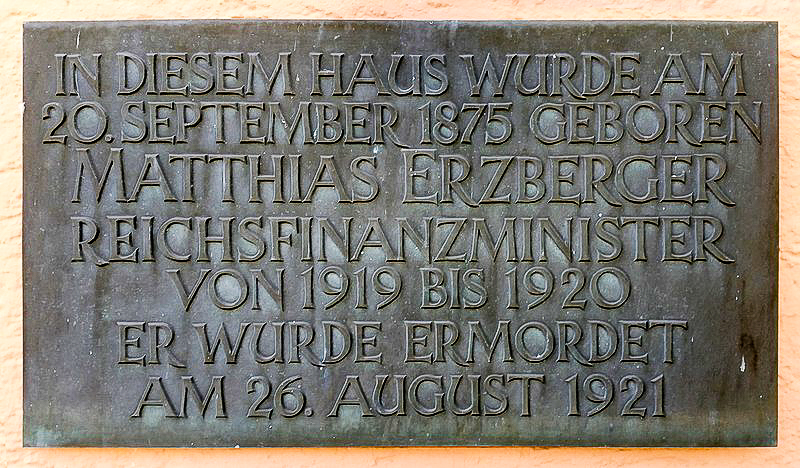 IN DIESEM HAUS WURDE AM
20. SEPTEMBER 1875 GEBOREN
MATTHIAS ERZBERGER
REICHSFINANZMINISTER
VON 1919 BIS 1920
ER WURDE ERMORDET
AM 26. AUGUST 1921